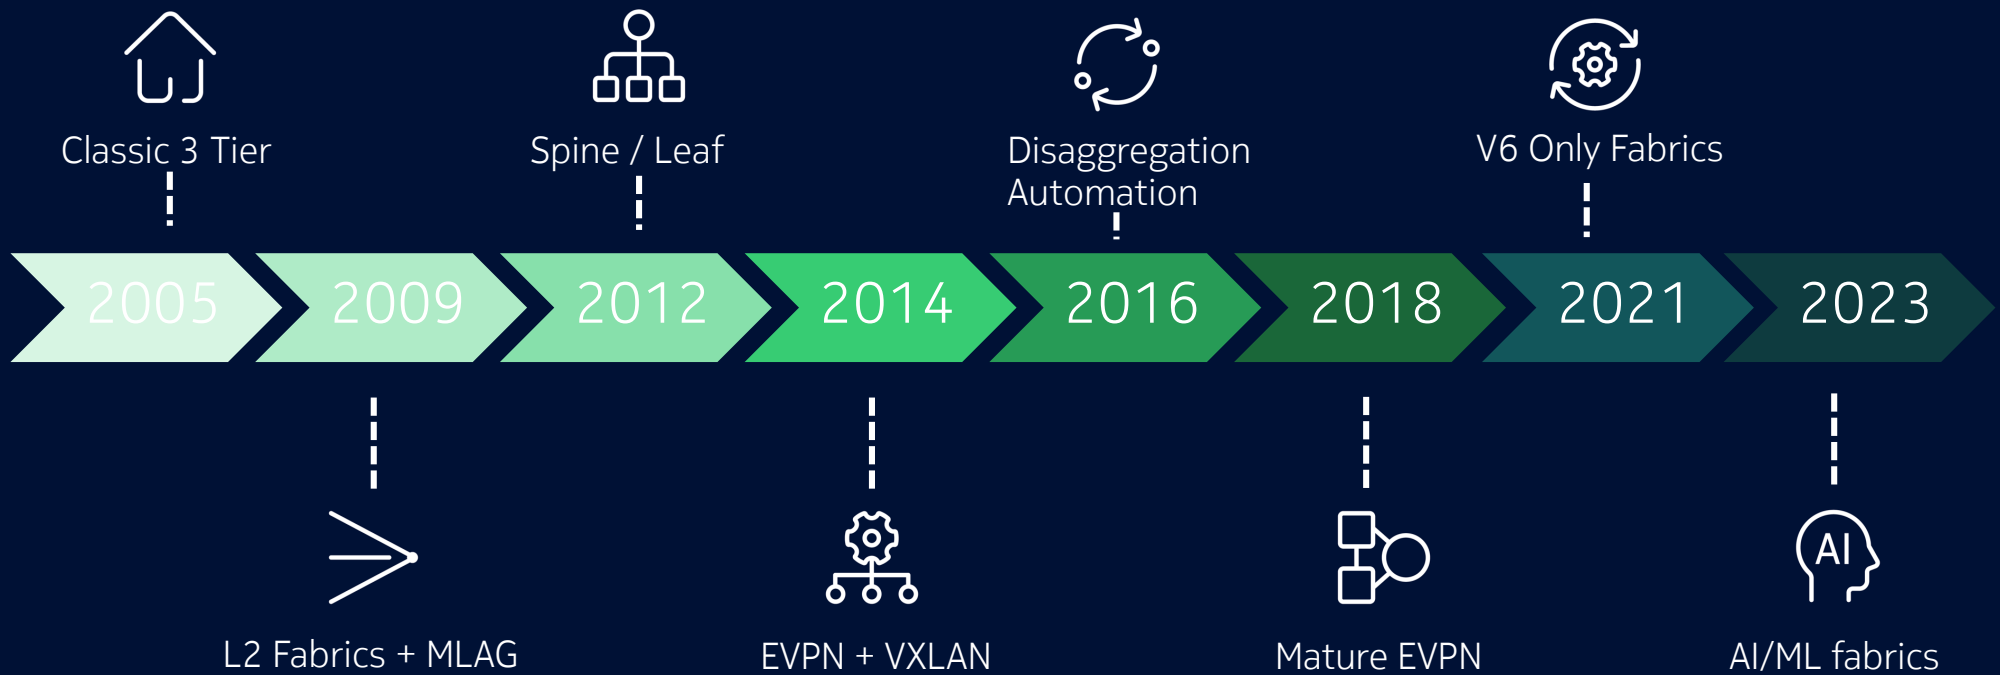 Classic 3 Tier
Spine / Leaf
Disaggregation
Automation
V6 Only Fabrics
2005
2009
2012
2014
2016
2018
2021
2023
AI
L2 Fabrics + MLAG
EVPN + VXLAN
Mature EVPN
AI/ML fabrics